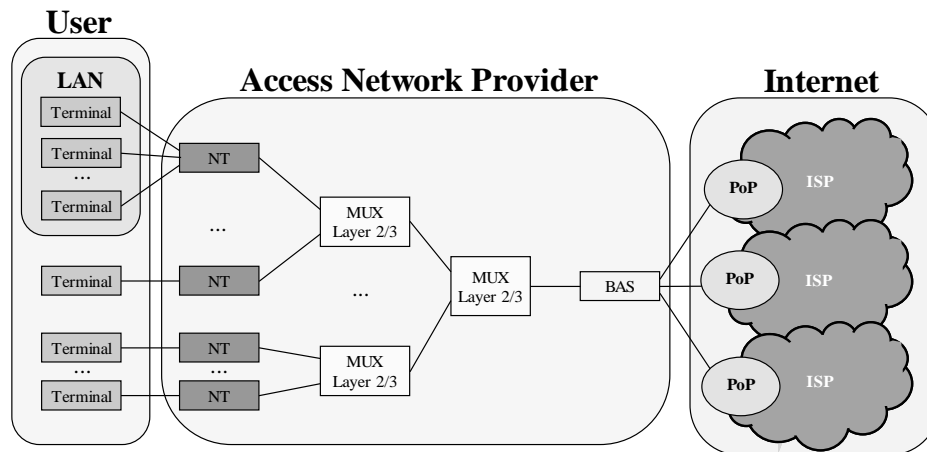 User
Access Network Provider
Internet
LAN
Terminal
Terminal
...
Terminal
Terminal
Terminal
...
Terminal
NT
...
NT
NT
...
NT
MUX
Layer 2/3
...
MUX
Layer 2/3
MUX
Layer 2/3
BAS
PoP
ISP
PoP
ISP
PoP
ISP